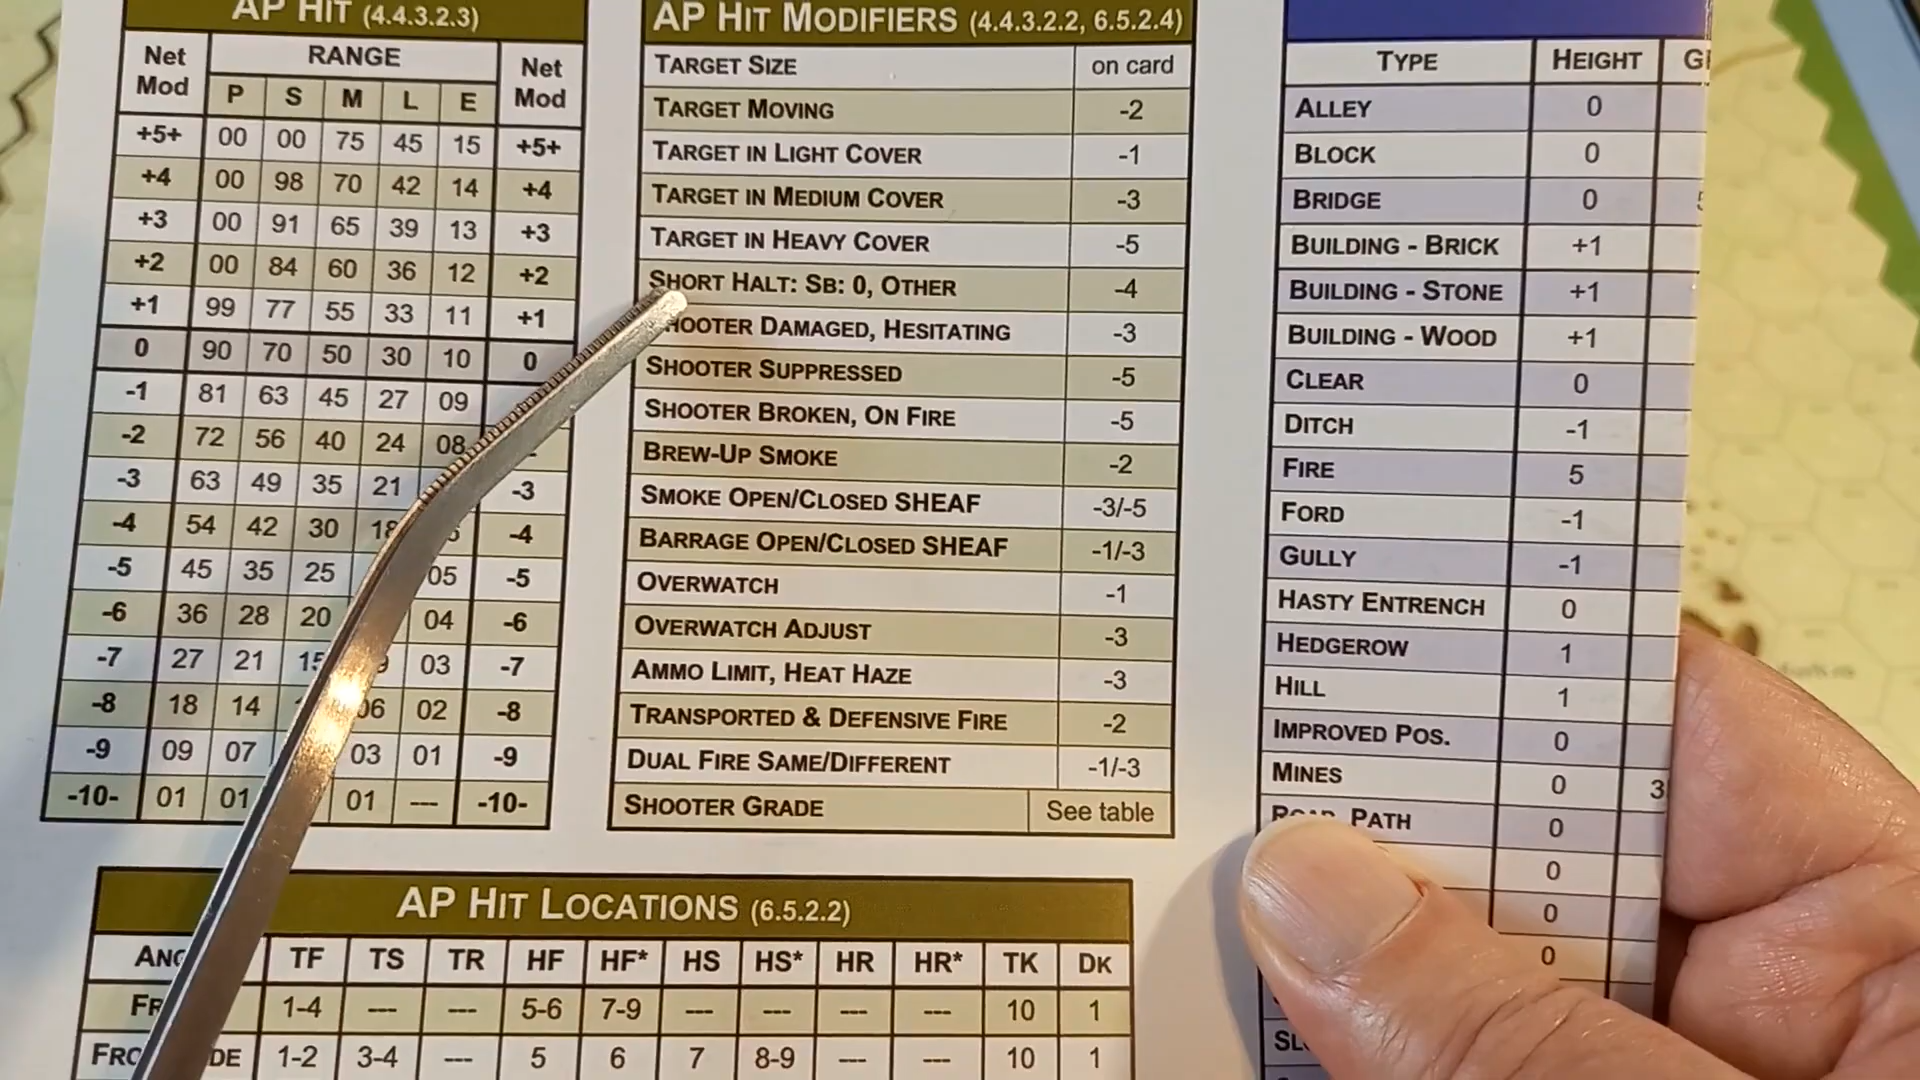 AP HIT (4.4.3.2.3)
Net Mod RANGE Net Mod
P S M L E
+5+ 00 00 75 45 15 +5+
+4 00 98 70 42 14 +4
+3 00 91 65 39 13 +3
+2 00 84 60 36 12 +2
+1 99 77 55 33 11 +1
0 90 70 50 30 10 0
-1 81 63 45 27 09
-2 72 56 40 24 08
-3 63 49 35 21 -3
-4 54 42 30 -4
-5 45 35 25 05 -5
-6 36 28 20 04 -6
-7 27 21 15 03 -7
-8 18 14 06 02 -8
-9 09 07 03 01 -9
-10- 01 01 01 --- -10-
AP HIT MODIFIERS (4.4.3.2.2, 6.5.2.4)
TARGET SIZE on card
TARGET MOVING -2
TARGET IN LIGHT COVER -1
TARGET IN MEDIUM COVER -3
TARGET IN HEAVY COVER -5
SHORT HALT: SB: 0, OTHER -4
SHOOTER DAMAGED, HESITATING -3
SHOOTER SUPPRESSED -5
SHOOTER BROKEN, ON FIRE -5
BREW-UP SMOKE -2
SMOKE OPEN/CLOSED SHEAF -3/-5
BARRAGE OPEN/CLOSED SHEAF -1/-3
OVERWATCH -1
OVERWATCH ADJUST -3
AMMO LIMIT, HEAT HAZE -3
TRANSPORTED & DEFENSIVE FIRE -2
DUAL FIRE SAME/DIFFERENT -1/-3
SHOOTER GRADE See table
TYPE HEIGHT
ALLEY 0
BLOCK 0
BRIDGE 0
BUILDING - BRICK +1
BUILDING - STONE +1
BUILDING - WOOD +1
CLEAR 0
DITCH -1
FIRE 5
FORD -1
GULLY -1
HASTY ENTRENCH 0
HEDGEROW 1
HILL 1
IMPROVED POS. 0
MINES 0
ROAD, PATH 0
0
0
0
AP HIT LOCATIONS (6.5.2.2)
TF TS TR HF HF* HS HS* HR HR* TK DK
1-4 --- --- 5-6 7-9 --- --- --- --- 10 1
1-2 3-4 --- 5 6 7 8-9 --- --- 10 1